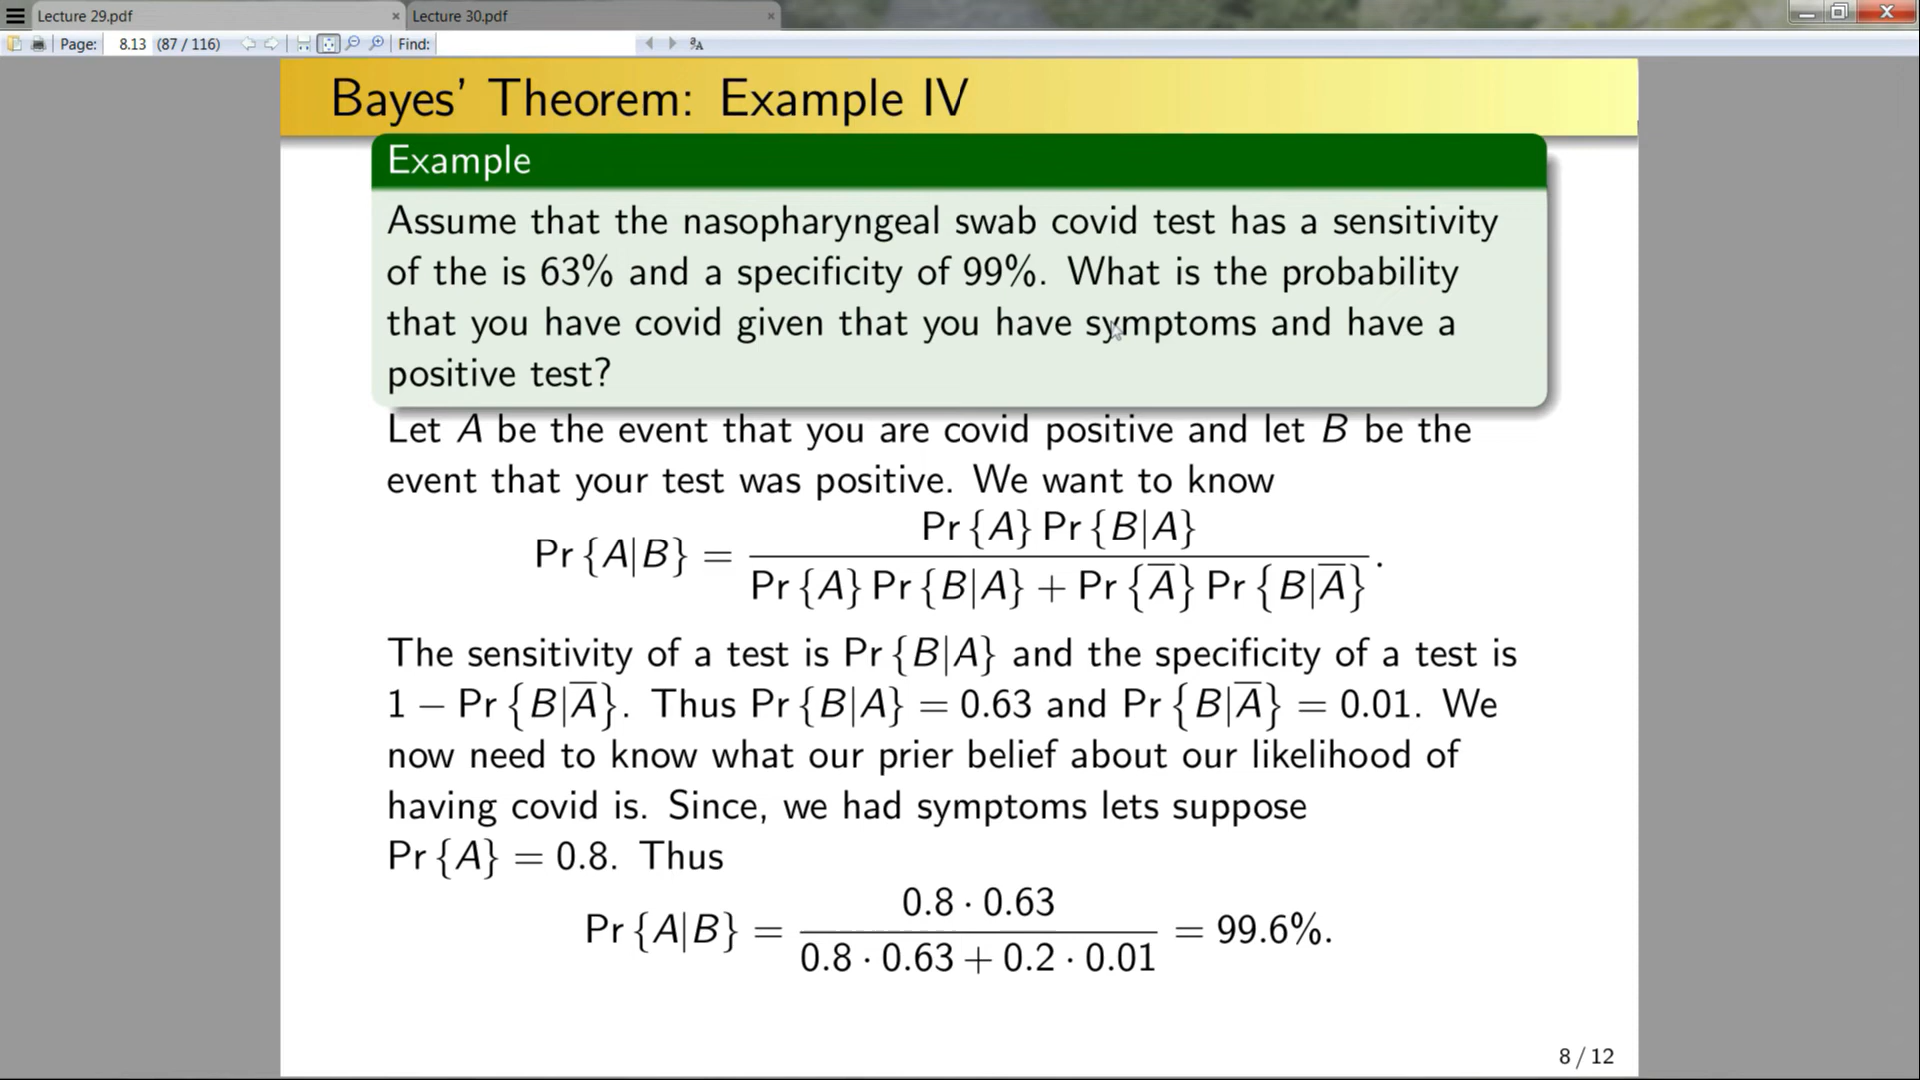 Lecture 29.pdf × Lecture 30.pdf ×
Page: 8.13 (87 / 116) Find:
Bayes' Theorem: Example IV
Example
Assume that the nasopharyngeal swab covid test has a sensitivity
of the is 63% and a specificity of 99%. What is the probability
that you have covid given that you have symptoms and have a
positive test?
Let A be the event that you are covid positive and let B be the
event that your test was positive. We want to know
Pr {A|B} = Pr {A} Pr {B|A} / Pr {A} Pr {B|A} + Pr {A̅} Pr {B|A̅} .
The sensitivity of a test is Pr {B|A} and the specificity of a test is
1 − Pr {B|A̅}. Thus Pr {B|A} = 0.63 and Pr {B|A̅} = 0.01. We
now need to know what our prier belief about our likelihood of
having covid is. Since, we had symptoms lets suppose
Pr {A} = 0.8. Thus
Pr {A|B} = 0.8 · 0.63 / 0.8 · 0.63 + 0.2 · 0.01 = 99.6%.
8 / 12